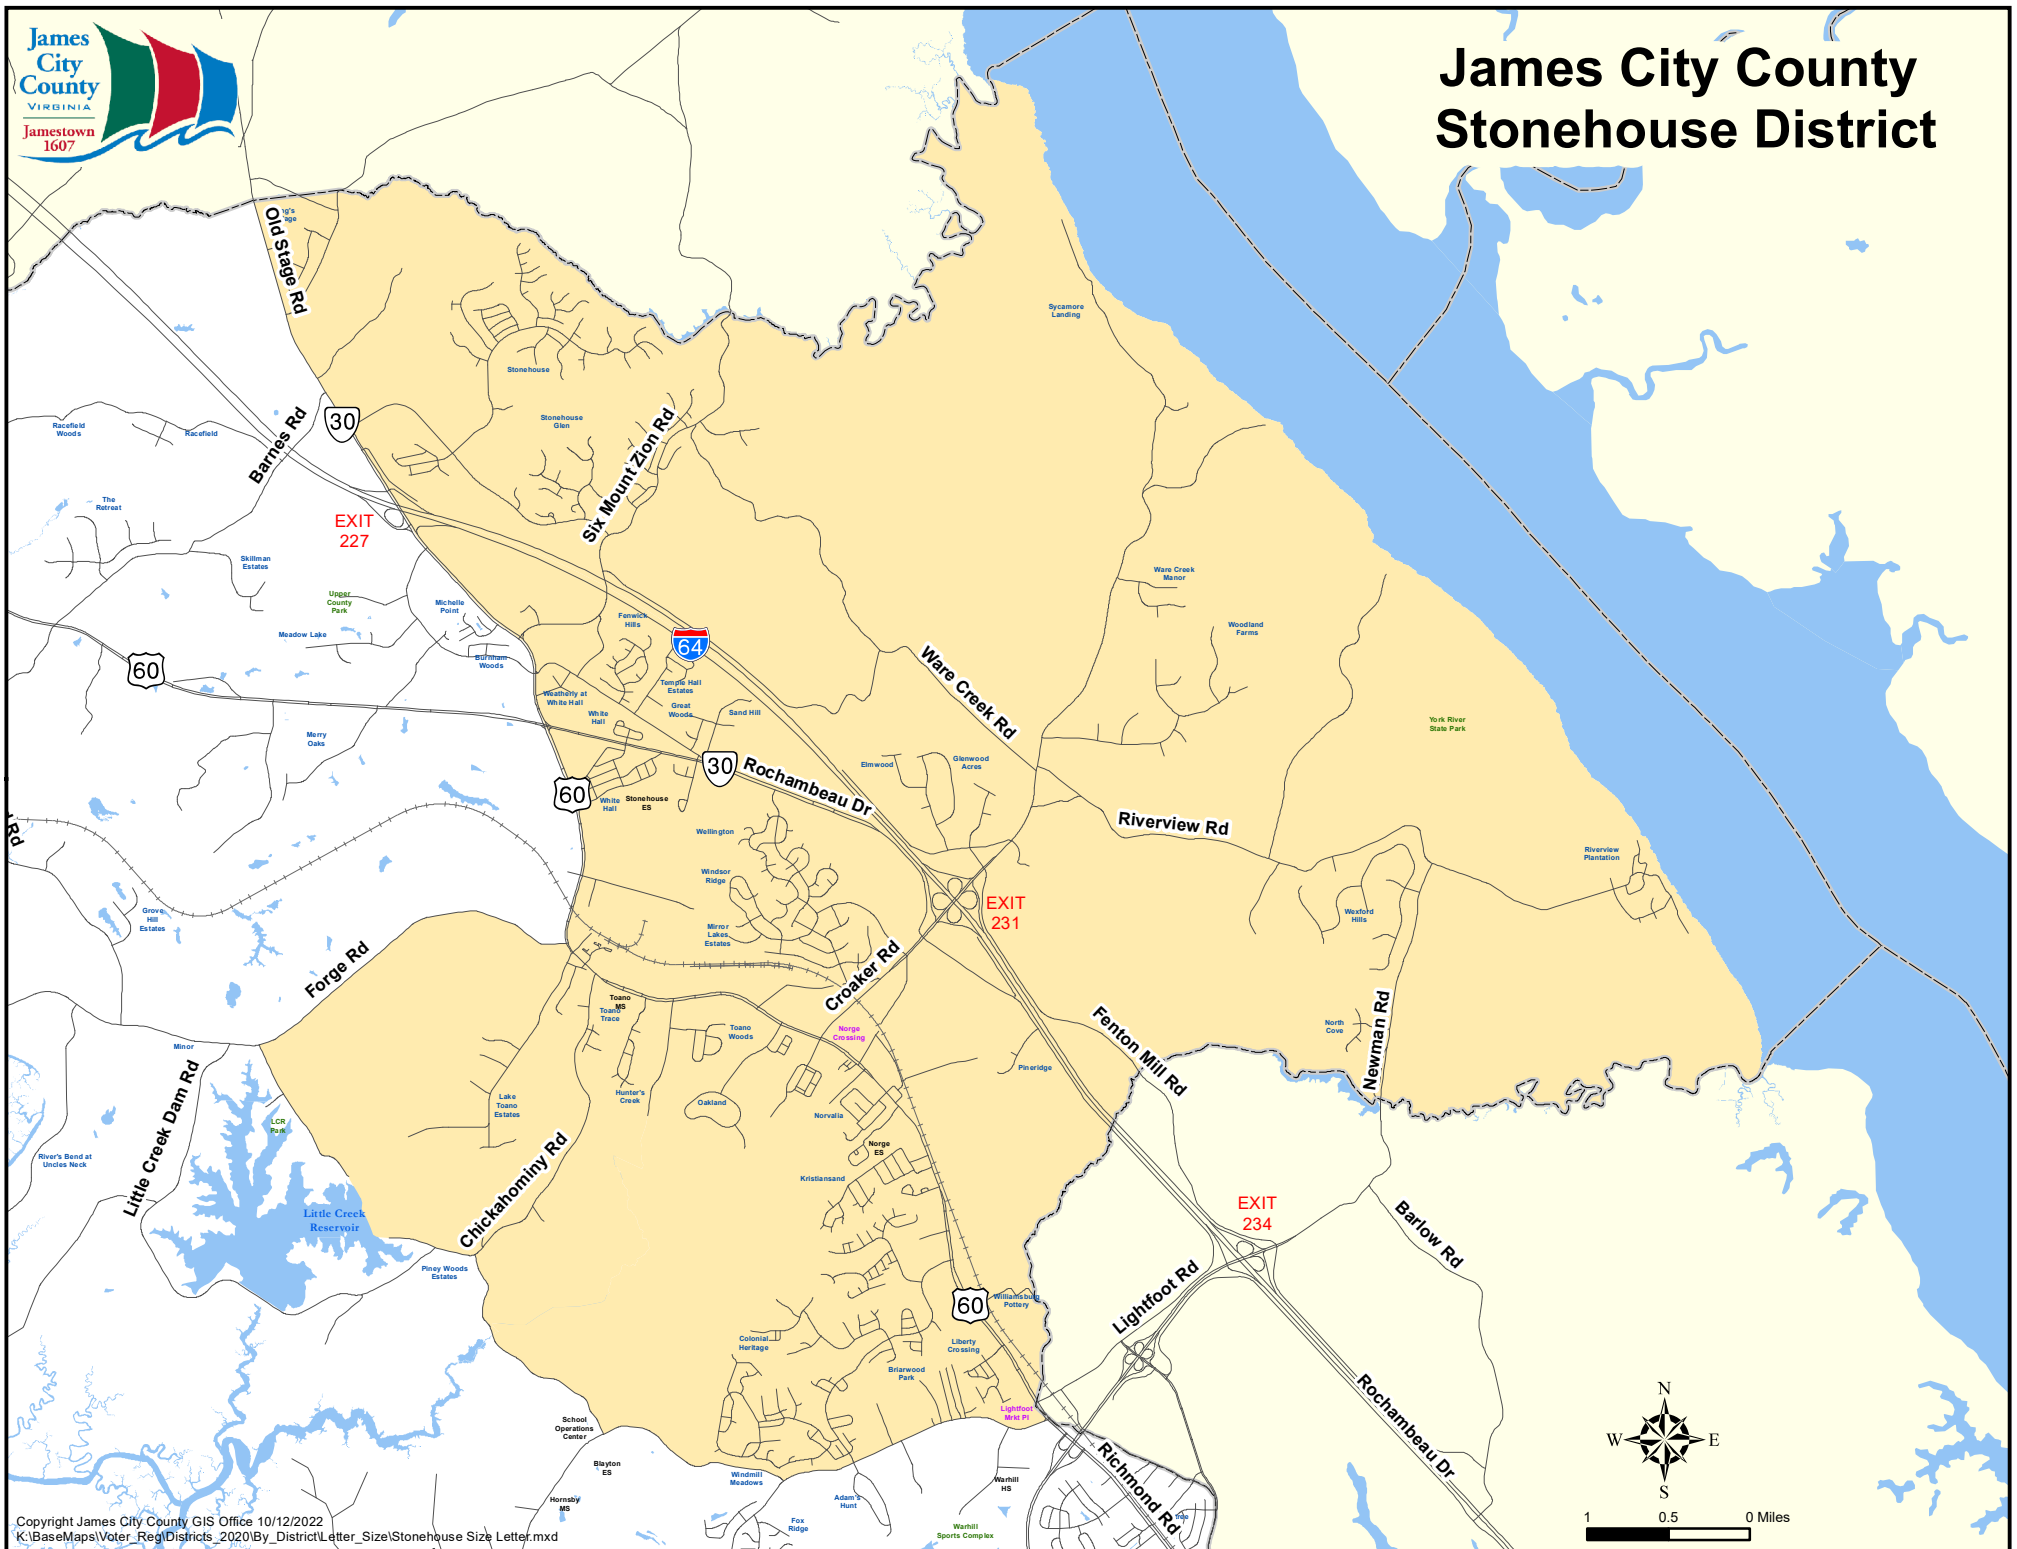 James
City
County
VIRGINIA
Jamestown
1607
James City County
Stonehouse District
Old Stage Rd
Sycamore
Landing
Stonehouse
30
Stonehouse
Glen
Racefield
Woods
Racefield
Barnes Rd
Six Mount Zion Rd
The
Retreat
EXIT
227
Skillman
Estates
Ware Creek
Manor
Upper
County
Park
Michelle
Point
Fenwick
Hills
Woodland
Farms
Meadow Lake
64
Burnham
Woods
60
Ware Creek Rd
Temple Hall
Estates
Weatherly at
White Hall
Great
Woods
Sand Hill
White
Hall
York River
State Park
Merry
Oaks
30
Rochambeau Dr
Elmwood
Glenwood
Acres
60
White
Hall
Stonehouse
ES
Riverview Rd
Rd
Wellington
Riverview
Plantation
Windsor
Ridge
EXIT
231
Grove
Hill
Estates
Wexford
Hills
Mirror
Lakes
Estates
Forge Rd
Croaker Rd
Toano
MS
Toano
Trace
Toano
Woods
Norge
Crossing
North
Cove
Newman Rd
Fenton Mill Rd
Minor
Pineridge
Little Creek Dam Rd
Lake
Toano
Estates
Hunter's
Creek
Oakland
Norvalia
LCR
Park
Norge
ES
River's Bend at
Uncles Neck
Chickahominy Rd
Kristiansand
Little Creek
Reservoir
EXIT
234
Barlow Rd
Piney Woods
Estates
Lightfoot Rd
60
Williamsburg
Pottery
Colonial
Heritage
Liberty
Crossing
Briarwood
Park
Rochambeau Dr
Lightfoot
Mrkt Pl
School
Operations
Center
Richmond Rd
Blayton
ES
Windmill
Meadows
Warhill
HS
Hornsby
MS
Adam's
Hunt
Fox
Ridge
Warhill
Sports Complex
N
W
E
S
1
0.5
0 Miles
Copyright James City County GIS Office 10/12/2022
K:\BaseMaps\Voter_Reg\Districts_2020\By_District\Letter_Size\Stonehouse Size Letter.mxd